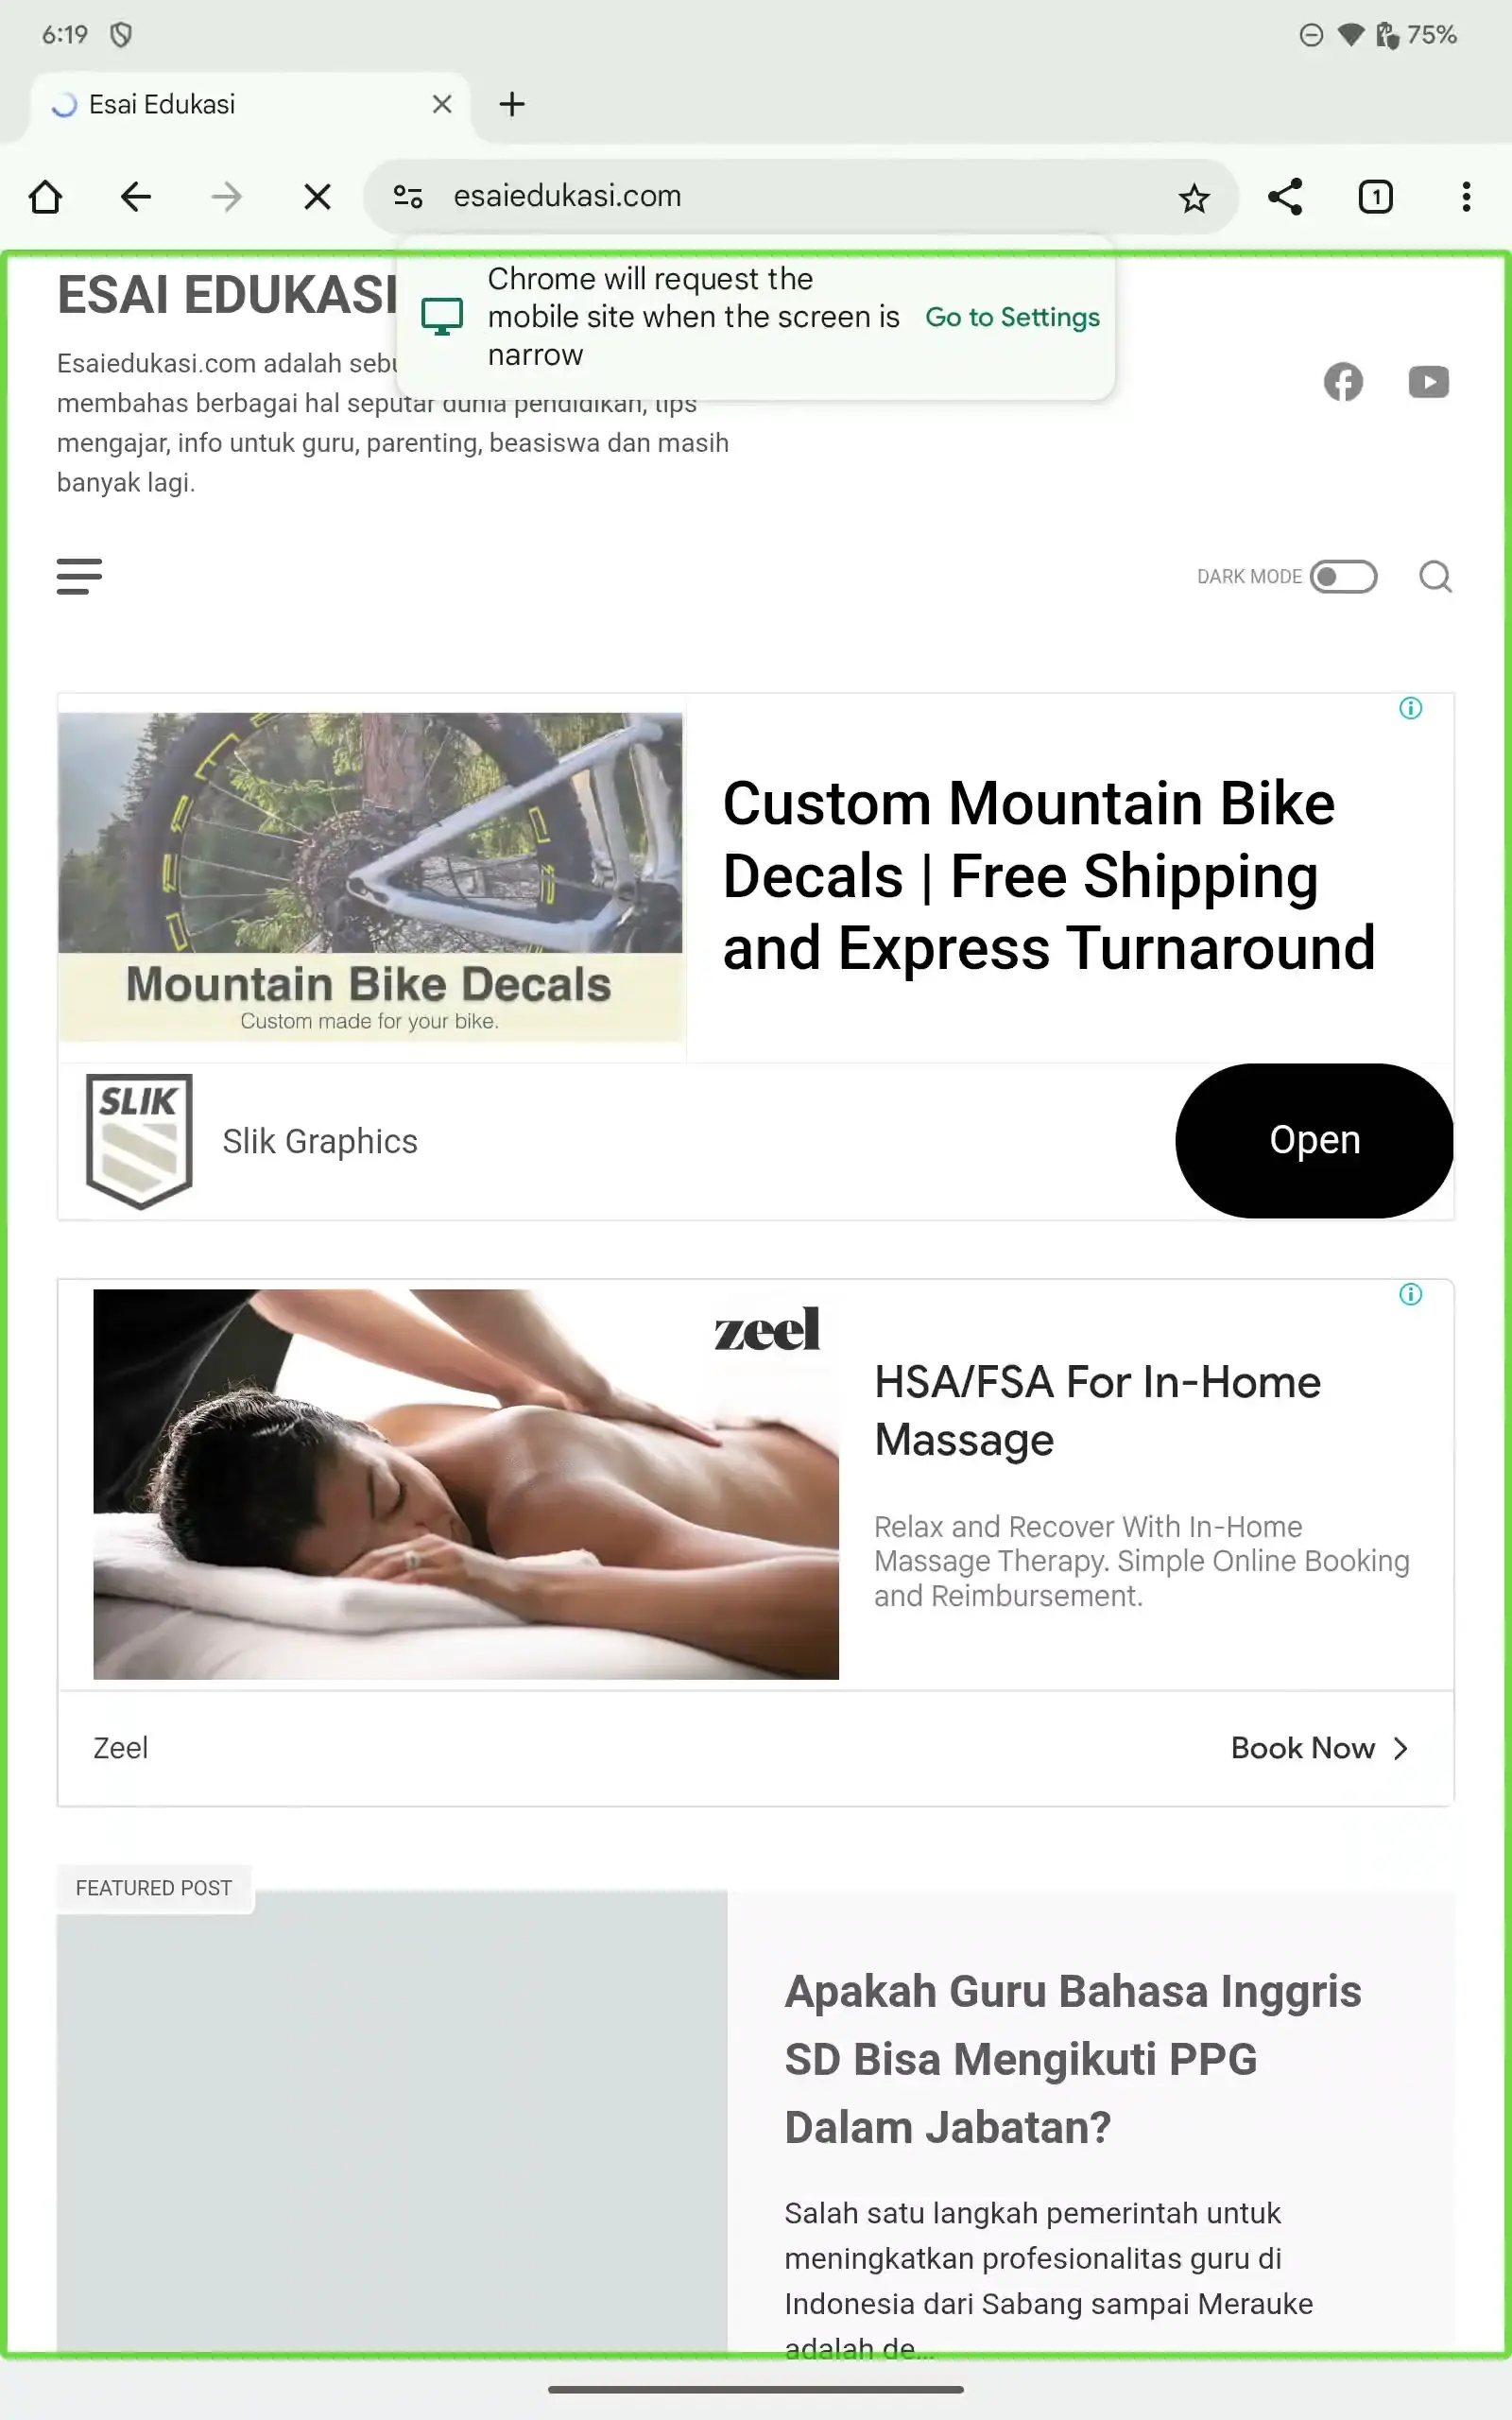 6:19
75%
Esai Edukasi
esaiedukasi.com
1
Chrome will request the
mobile site when the screen is
narrow
Go to Settings
ESAI EDUKASI
Esaiedukasi.com adalah
membahas berbagai hal seputar dunia pendidikan, tips
mengajar, info untuk guru, parenting, beasiswa dan masih
banyak lagi.
DARK MODE
Mountain Bike Decals
Custom made for your bike.
Custom Mountain Bike
Decals | Free Shipping
and Express Turnaround
SLIK
Slik Graphics
Open
zeel
HSA/FSA For In-Home
Massage
Relax and Recover With In-Home
Massage Therapy. Simple Online Booking
and Reimbursement.
Zeel
Book Now
FEATURED POST
Apakah Guru Bahasa Inggris
SD Bisa Mengikuti PPG
Dalam Jabatan?
Salah satu langkah pemerintah untuk
meningkatkan profesionalitas guru di
Indonesia dari Sabang sampai Merauke
adalah de...